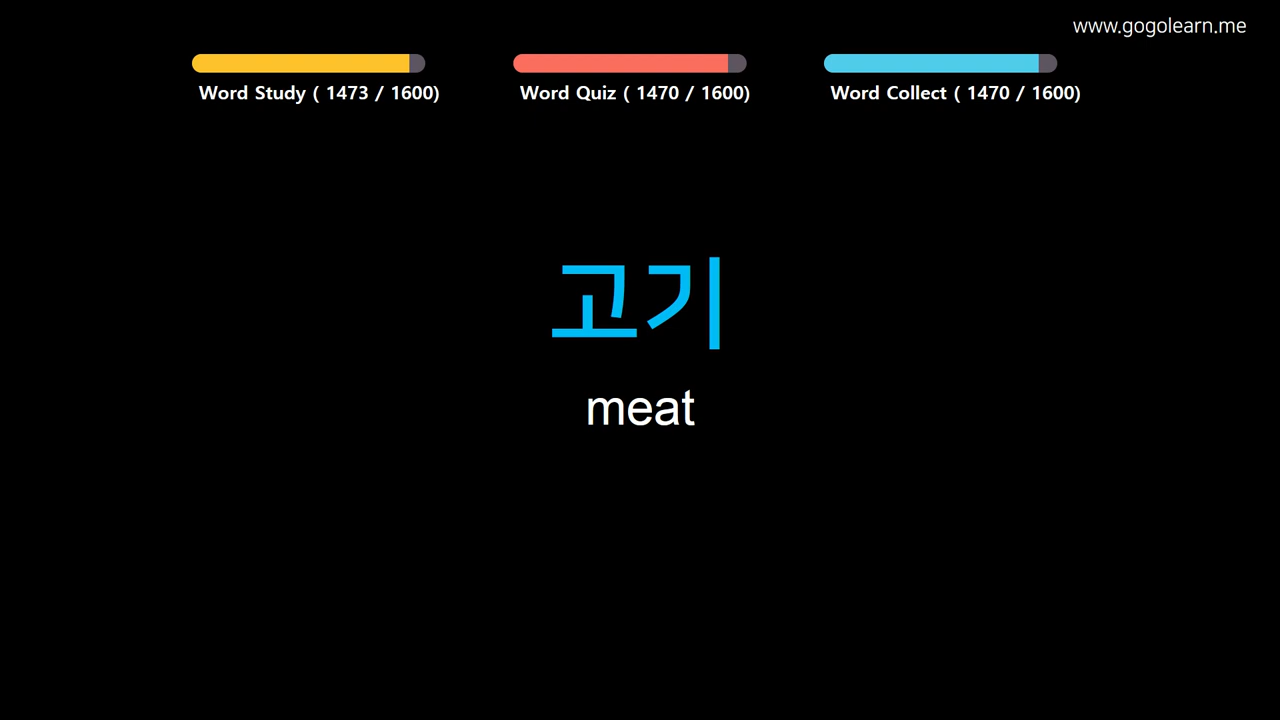 www.gogolearn.me
Word Study ( 1473 / 1600)
Word Quiz ( 1470 / 1600)
Word Collect ( 1470 / 1600)
고기
meat